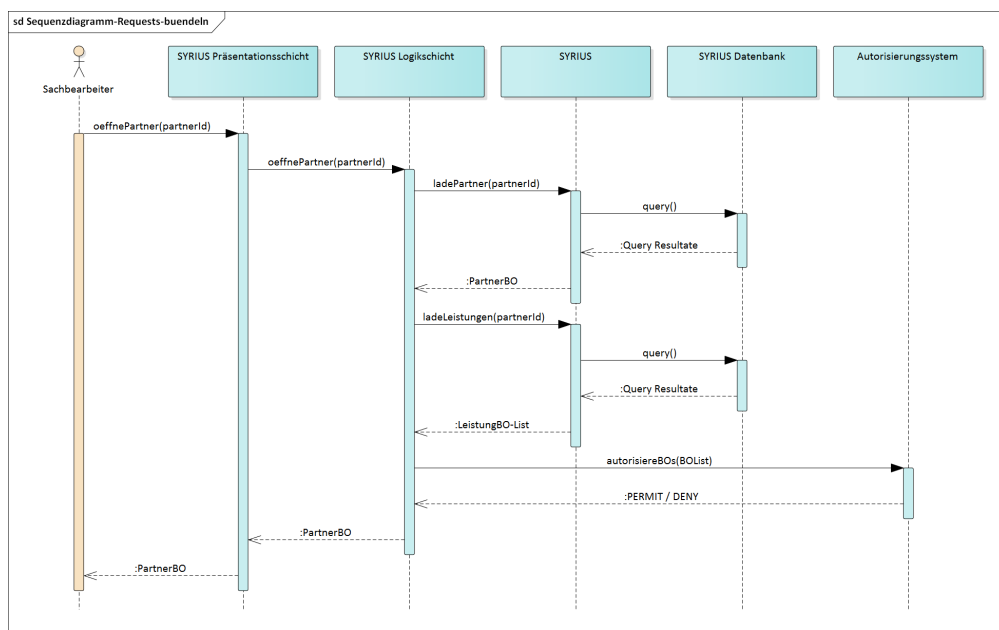 sd Sequenzdiagramm-Requests-buendeln
SYRIUS Präsentationsschicht
SYRIUS Logikschicht
SYRIUS
SYRIUS Datenbank
Autorisierungssystem
Sachbearbeiter
oeffnePartner(partnerId)
oeffnePartner(partnerId)
ladePartner(partnerId)
query()
:Query Resultate
:PartnerBO
ladeLeistungen(partnerId)
query()
:Query Resultate
:LeistungBO-List
autorisiereBOs(BOList)
:PERMIT / DENY
:PartnerBO
:PartnerBO